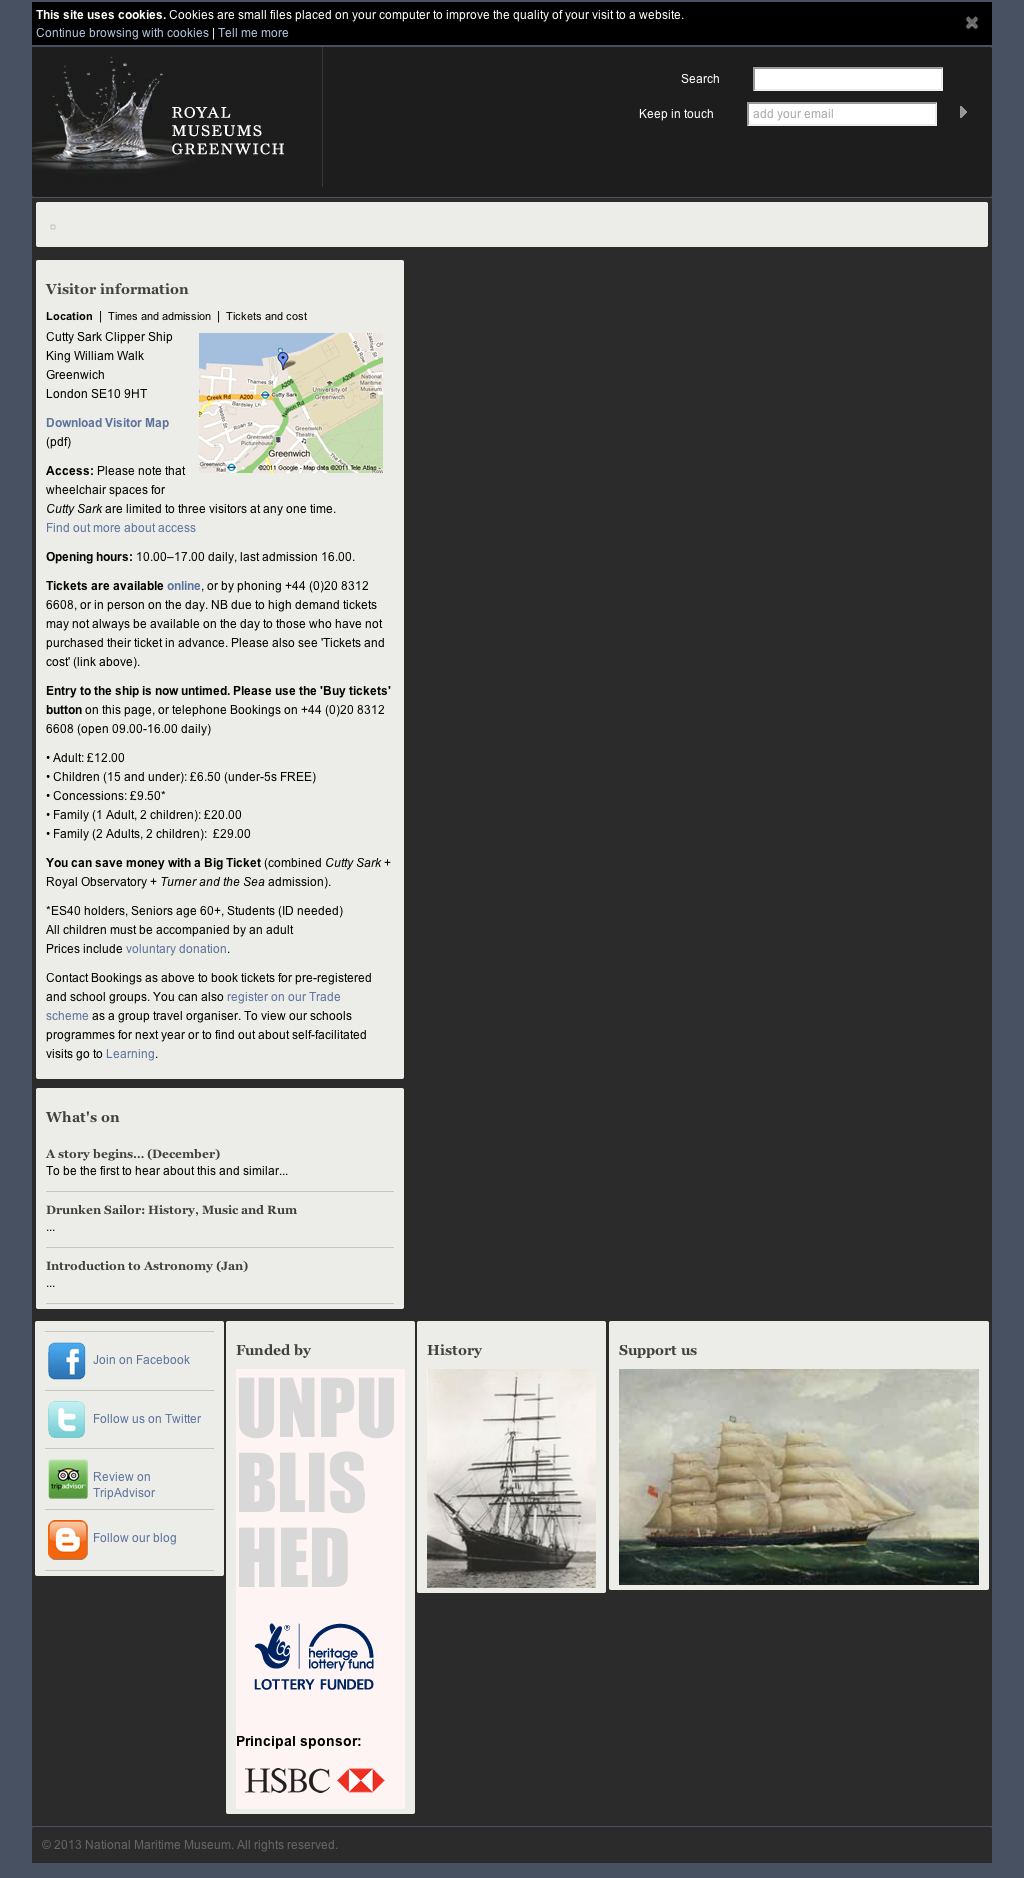 This site uses cookies. Cookies are small files placed on your computer to improve the quality of your visit to a website.
Continue browsing with cookies | Tell me more
ROYAL
MUSEUMS
GREENWICH
Search
Keep in touch
add your email
Visitor information
Location | Times and admission | Tickets and cost
Cutty Sark Clipper Ship
King William Walk
Greenwich
London SE10 9HT
Download Visitor Map
(pdf)
Thames St
Creek Rd
A200
A206
A206
Cutty Sark
Bardsley Ln
Roan St
Nelson Rd
Park Row
National
Maritime
Museum
University of
Greenwich
Greenwich
Theatre
Greenwich
Picturehouse
Greenwich
Greenwich
Rail
©2011 Google - Map data ©2011 Tele Atlas -
Access: Please note that
wheelchair spaces for
Cutty Sark are limited to three visitors at any one time.
Find out more about access
Opening hours: 10.00–17.00 daily, last admission 16.00.
Tickets are available online, or by phoning +44 (0)20 8312
6608, or in person on the day. NB due to high demand tickets
may not always be available on the day to those who have not
purchased their ticket in advance. Please also see 'Tickets and
cost' (link above).
Entry to the ship is now untimed. Please use the 'Buy tickets'
button on this page, or telephone Bookings on +44 (0)20 8312
6608 (open 09.00-16.00 daily)
• Adult: £12.00
• Children (15 and under): £6.50 (under-5s FREE)
• Concessions: £9.50*
• Family (1 Adult, 2 children): £20.00
• Family (2 Adults, 2 children): £29.00
You can save money with a Big Ticket (combined Cutty Sark +
Royal Observatory + Turner and the Sea admission).
*ES40 holders, Seniors age 60+, Students (ID needed)
All children must be accompanied by an adult
Prices include voluntary donation.
Contact Bookings as above to book tickets for pre-registered
and school groups. You can also register on our Trade
scheme as a group travel organiser. To view our schools
programmes for next year or to find out about self-facilitated
visits go to Learning.
What's on
A story begins... (December)
To be the first to hear about this and similar...
Drunken Sailor: History, Music and Rum
...
Introduction to Astronomy (Jan)
...
Join on Facebook
Follow us on Twitter
tripadvisor
Review on
TripAdvisor
Follow our blog
Funded by
UNPU
BLIS
HED
heritage
lottery fund
LOTTERY FUNDED
Principal sponsor:
HSBC
History
Support us
© 2013 National Maritime Museum. All rights reserved.